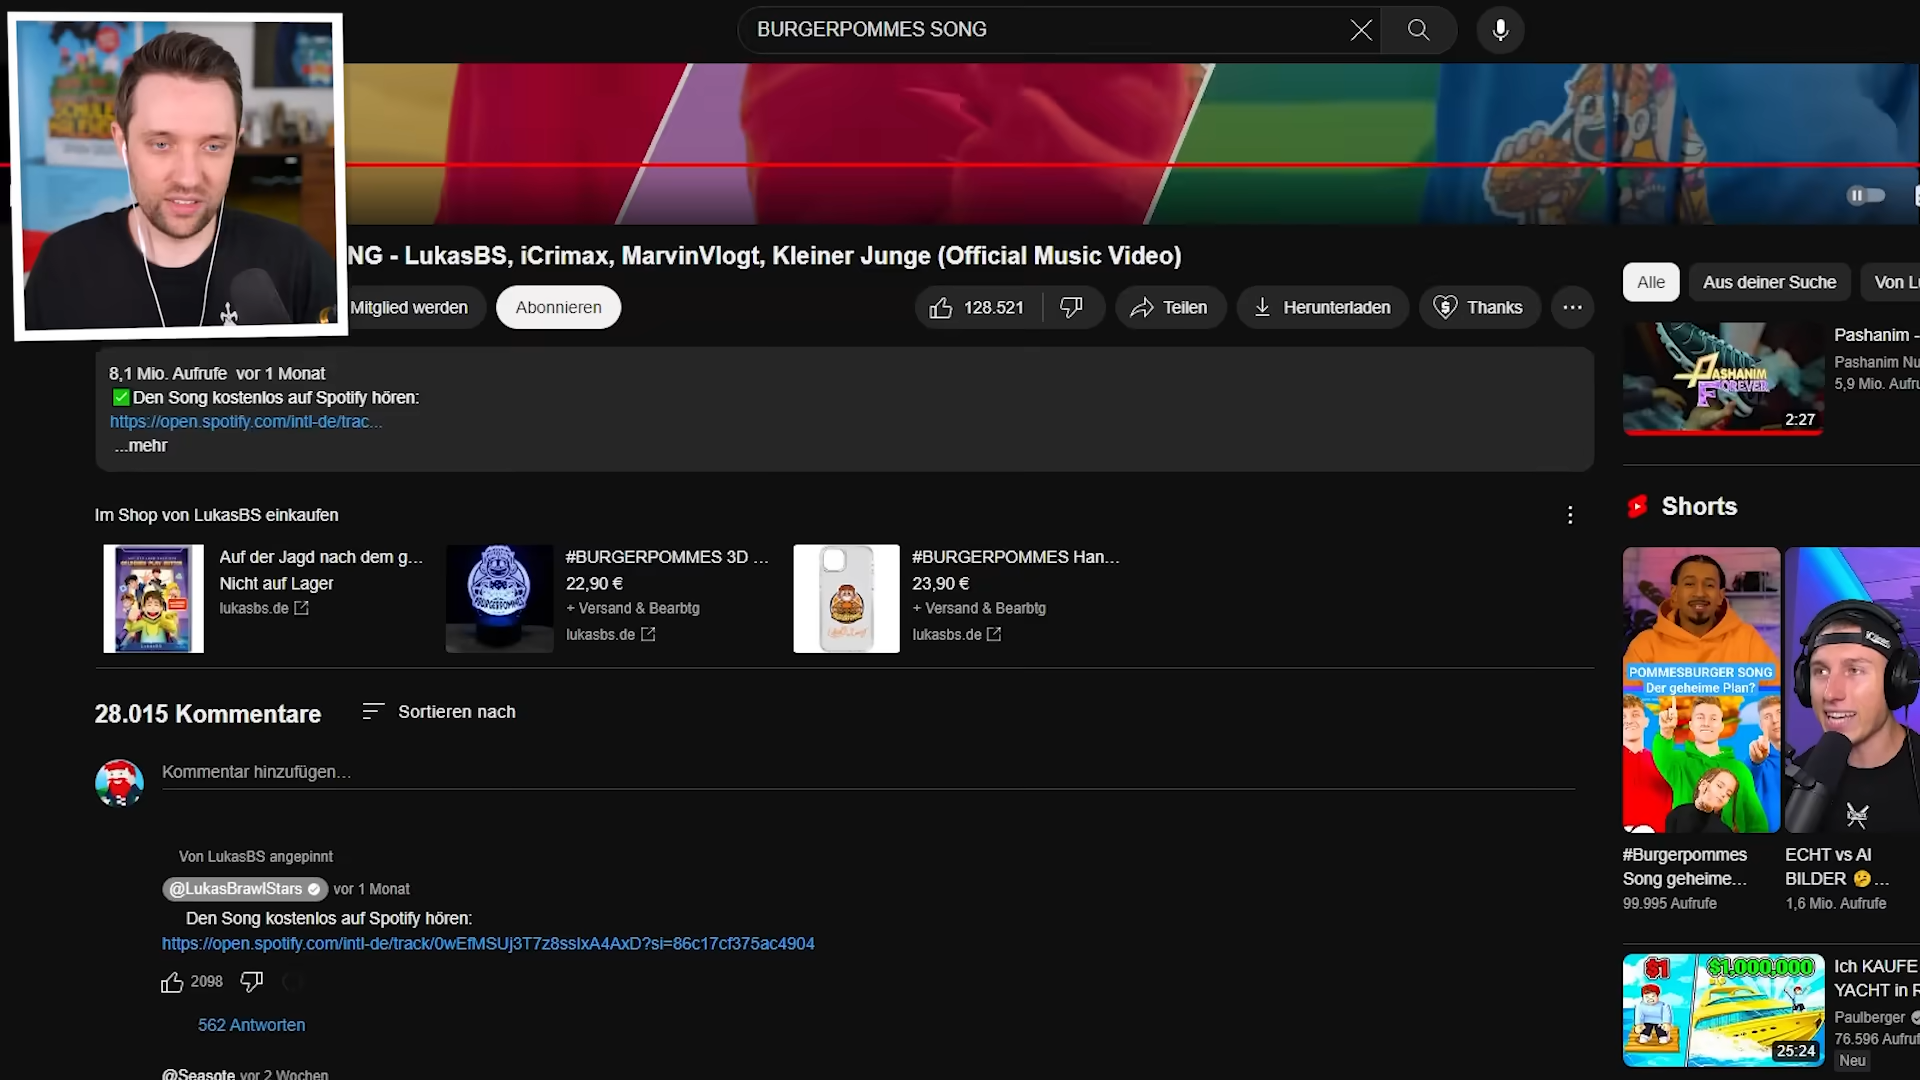 BURGERPOMMES SONG
NG - LukasBS, iCrimax, MarvinVlogt, Kleiner Junge (Official Music Video)
Mitglied werden
Abonnieren
128.521
Teilen
Herunterladen
Thanks
8,1 Mio. Aufrufe vor 1 Monat
✅ Den Song kostenlos auf Spotify hören:
https://open.spotify.com/intl-de/trac...
...mehr
Im Shop von LukasBS einkaufen
Auf der Jagd nach dem g...
Nicht auf Lager
lukasbs.de
#BURGERPOMMES 3D ...
22,90 €
+ Versand & Bearbtg
lukasbs.de
#BURGERPOMMES Han...
23,90 €
+ Versand & Bearbtg
lukasbs.de
28.015 Kommentare
Sortieren nach
Kommentar hinzufügen...
Von LukasBS angepinnt
@LukasBrawlStars vor 1 Monat
Den Song kostenlos auf Spotify hören:
https://open.spotify.com/intl-de/track/0wEfMSUj3T7z8sslxA4AxD?si=86c17cf375ac4904
2098
562 Antworten
@Seasote vor 2 Wochen
Alle
Aus deiner Suche
Von Lu
PASHANIM
FOREVER
2:27
Pashanim -
Pashanim Nu
5,9 Mio. Aufru
Shorts
POMMESBURGER SONG
Der geheime Plan?
#Burgerpommes
Song geheime...
99.995 Aufrufe
ECHT vs AI
BILDER 🤔...
1,6 Mio. Aufrufe
$1
$1.000.000
25:24
Ich KAUFE
YACHT in R
Paulberger
76.596 Aufruf
Neu